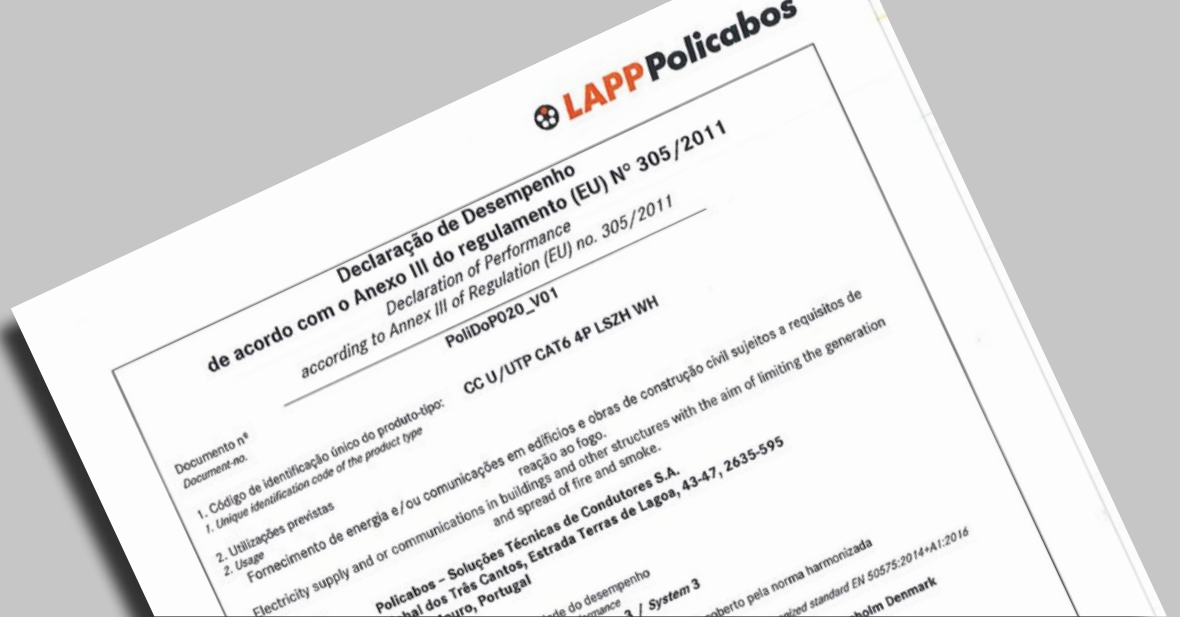 LAPP Policabos
Declaração de Desempenho
de acordo com o Anexo III do regulamento (EU) Nº 305/2011
Declaration of Performance
according to Annex III of Regulation (EU) no. 305/2011
PoliDoP020_V01
Documento nº
Document-no.
CC U/UTP CAT6 4P LSZH WH
1. Código de identificação único do produto-tipo:
1. Unique identification code of the product type
2. Utilizações previstas
2. Usage
Fornecimento de energia e/ou comunicações em edifícios e obras de construção civil sujeitos a requisitos de
reação ao fogo.
Electricity supply and or communications in buildings and other structures with the aim of limiting the generation
and spread of fire and smoke.
Policabos – Soluções Técnicas de Condutores S.A.
dos Três Cantos, Estrada Terras de Lagoa, 43-47, 2635-595
Portugal
do desempenho
/ System 3
pela norma harmonizada
standard EN 50575:2014+A1:2016
Denmark